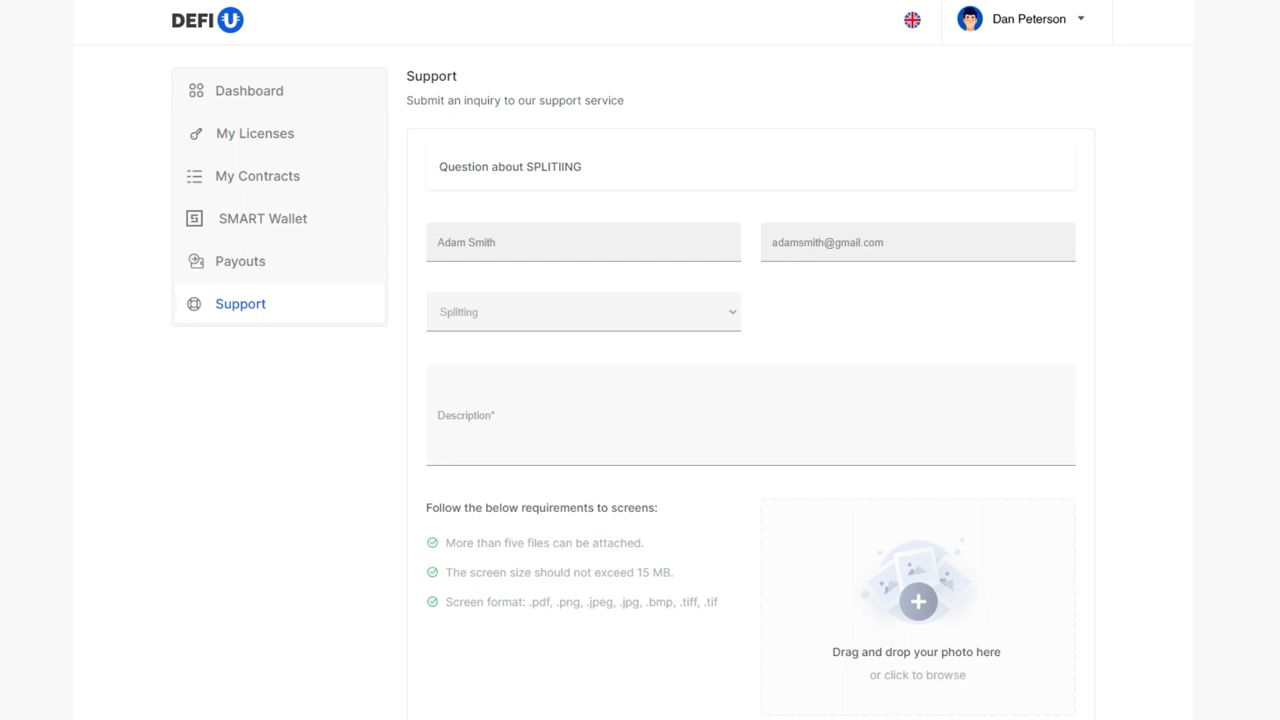 DEFI U
Dan Peterson
Dashboard
My Licenses
My Contracts
SMART Wallet
Payouts
Support
Support
Submit an inquiry to our support service
Question about SPLITIING
Adam Smith
adamsmith@gmail.com
Splitting
Description*
Follow the below requirements to screens:
More than five files can be attached.
The screen size should not exceed 15 MB.
Screen format: .pdf, .png, .jpeg, .jpg, .bmp, .tiff, .tif
Drag and drop your photo here
or click to browse